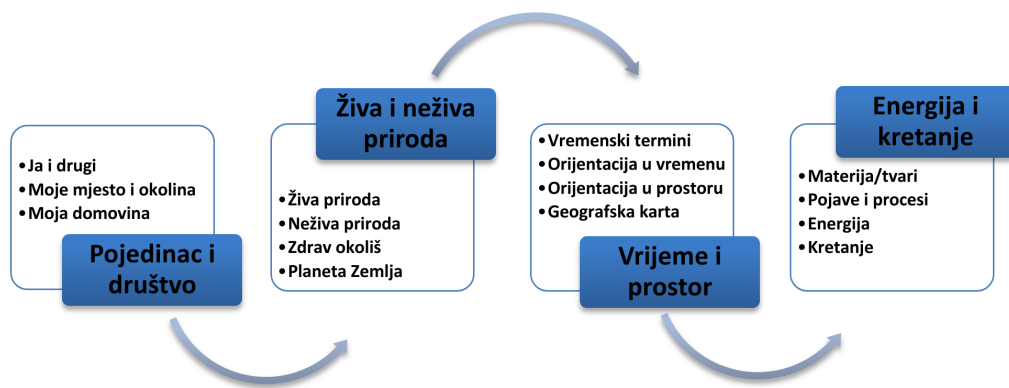 •Ja i drugi
•Moje mjesto i okolina
•Moja domovina
Pojedinac i
društvo
Živa i neživa
priroda
•Živa priroda
•Neživa priroda
•Zdrav okoliš
•Planeta Zemlja
•Vremenski termini
•Orijentacija u vremenu
•Orijentacija u prostoru
•Geografska karta
Vrijeme i
prostor
Energija i
kretanje
•Materija/tvari
•Pojave i procesi
•Energija
•Kretanje